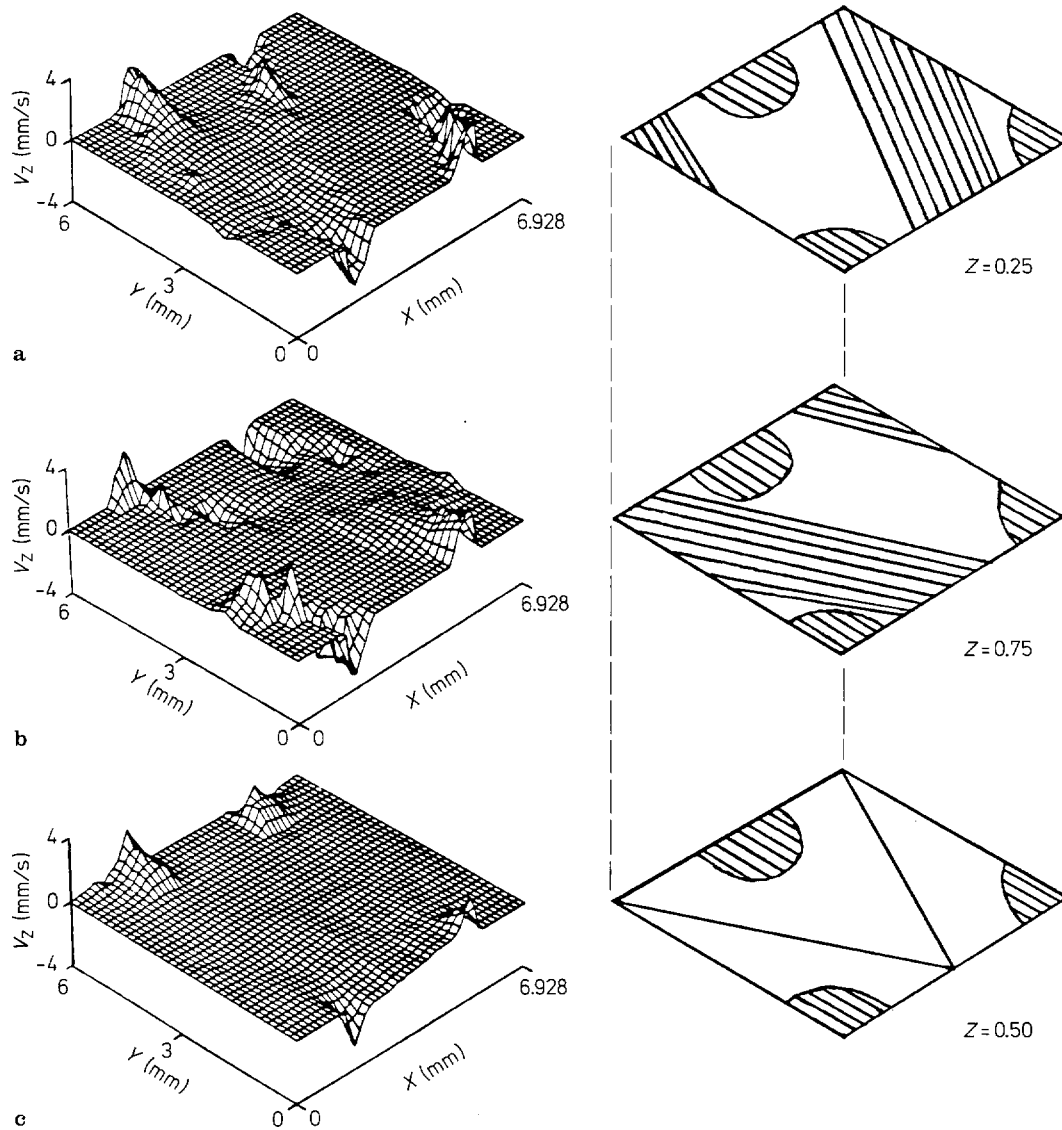 a
4
0
-4
V_Z (mm/s)
6
3
Y (mm)
0 0
X (mm)
6.928
Z = 0.25
b
4
0
-4
V_Z (mm/s)
6
3
Y (mm)
0 0
X (mm)
6.928
Z = 0.75
c
4
0
-4
V_Z (mm/s)
6
3
Y (mm)
0 0
X (mm)
6.928
Z = 0.50